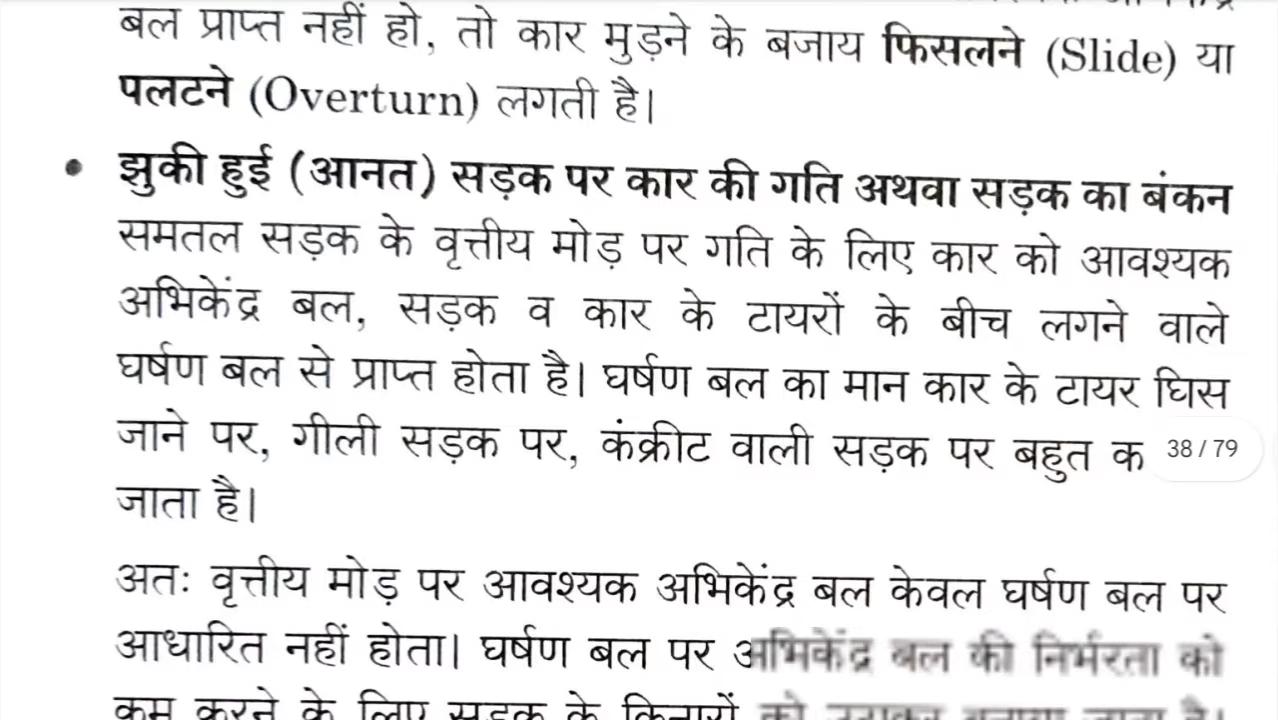 बल प्राप्त नहीं हो, तो कार मुड़ने के बजाय फिसलने (Slide) या
पलटने (Overturn) लगती है।
• झुकी हुई (आनत) सड़क पर कार की गति अथवा सड़क का बंकन
समतल सड़क के वृत्तीय मोड़ पर गति के लिए कार को आवश्यक
अभिकेंद्र बल, सड़क व कार के टायरों के बीच लगने वाले
घर्षण बल से प्राप्त होता है। घर्षण बल का मान कार के टायर घिस
जाने पर, गीली सड़क पर, कंक्रीट वाली सड़क पर बहुत क
38 / 79
जाता है।
अतः वृत्तीय मोड़ पर आवश्यक अभिकेंद्र बल केवल घर्षण बल पर
आधारित नहीं होता। घर्षण बल पर अभिकेंद्र बल की निर्भरता को
कम करने के लिए सड़क के किनारों को